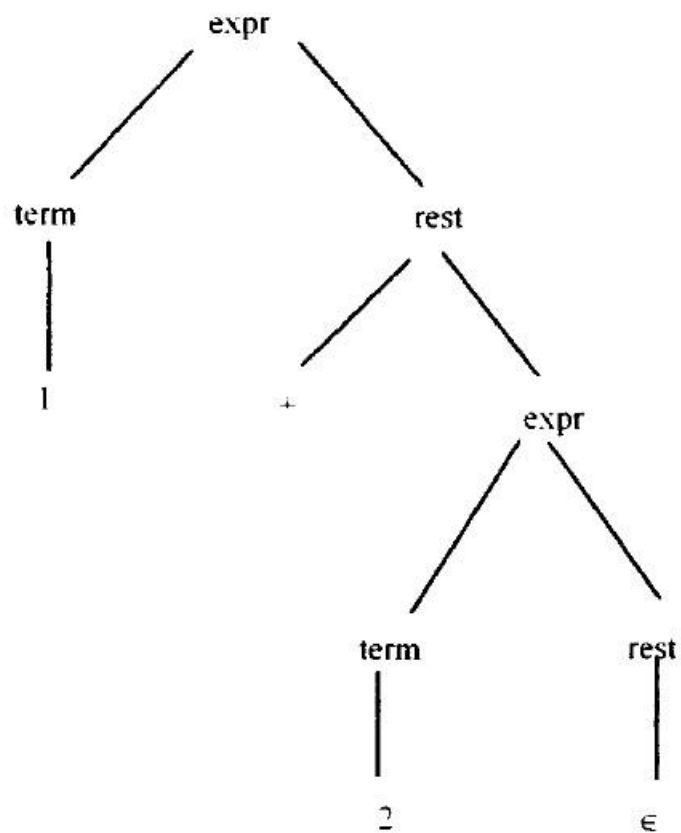 expr
term rest
1 +
expr
term rest
2 ∈